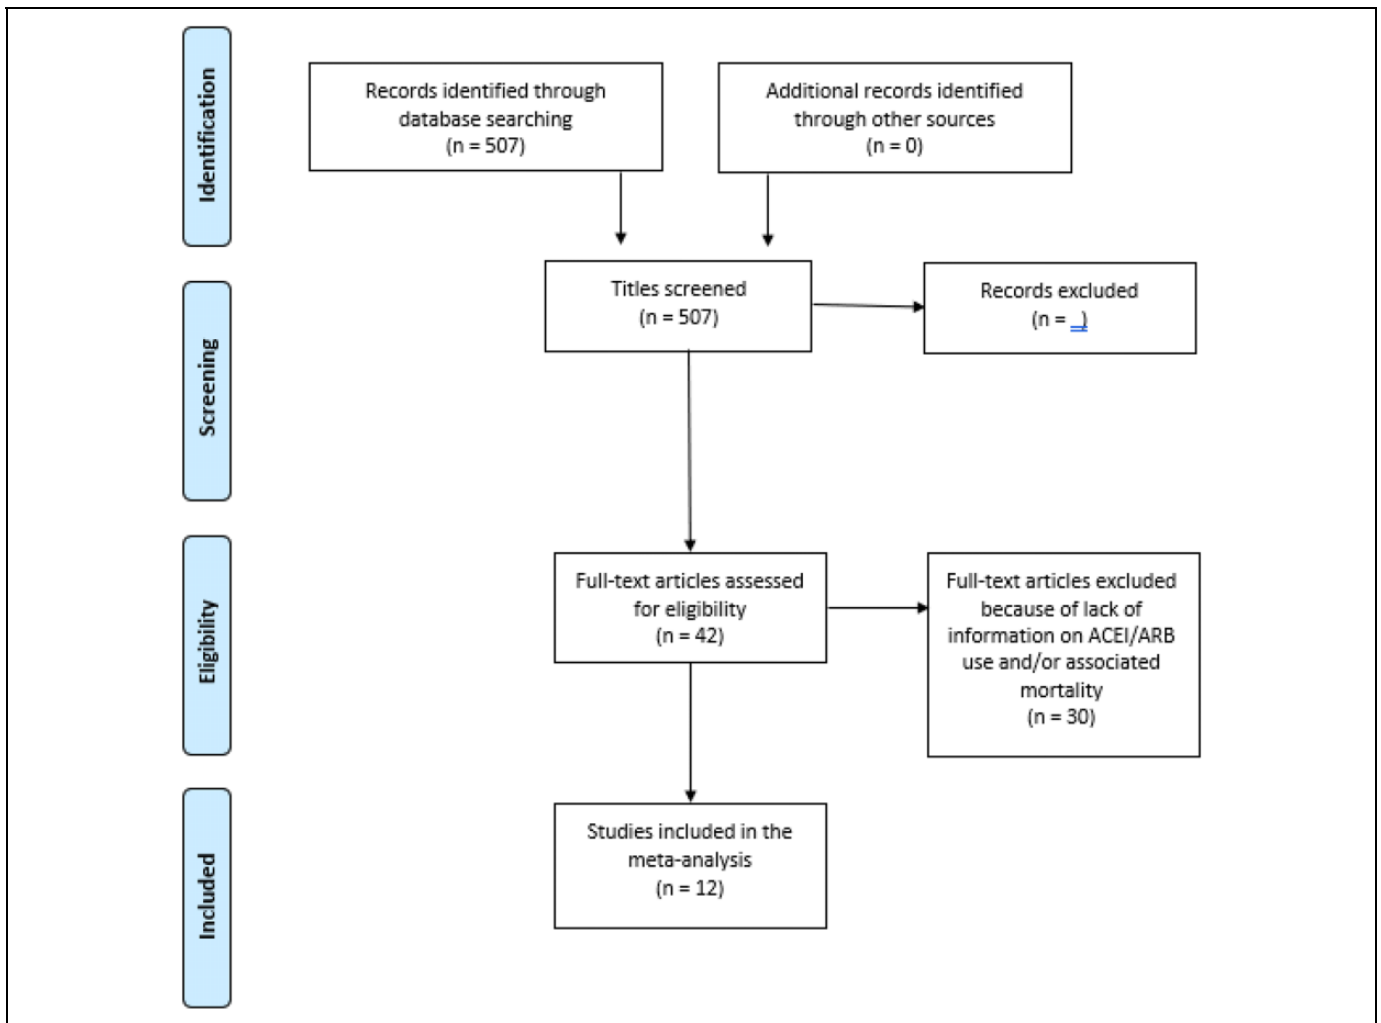 Identification
Records identified through
database searching
(n = 507)
Additional records identified
through other sources
(n = 0)
Screening
Titles screened
(n = 507)
Records excluded
(n = _)
Eligibility
Full-text articles assessed
for eligibility
(n = 42)
Full-text articles excluded
because of lack of
information on ACEI/ARB
use and/or associated
mortality
(n = 30)
Included
Studies included in the
meta-analysis
(n = 12)